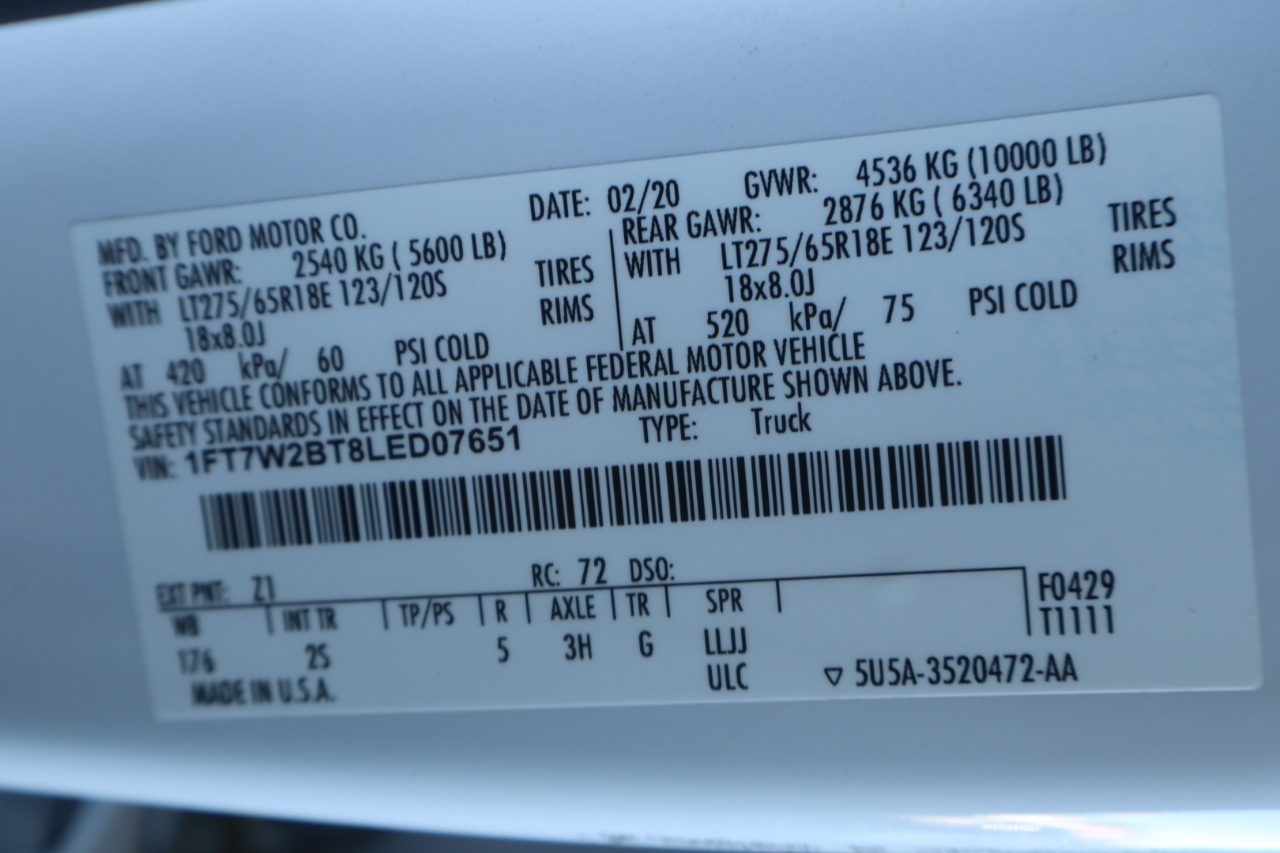 MFD. BY FORD MOTOR CO. DATE: 02/20 GVWR: 4536 KG (10000 LB)
FRONT GAWR: 2540 KG ( 5600 LB) REAR GAWR: 2876 KG ( 6340 LB)
WITH LT275/65R18E 123/120S TIRES WITH LT275/65R18E 123/120S TIRES
18x8.0J RIMS 18x8.0J RIMS
AT 420 kPa/ 60 PSI COLD AT 520 kPa/ 75 PSI COLD
THIS VEHICLE CONFORMS TO ALL APPLICABLE FEDERAL MOTOR VEHICLE
SAFETY STANDARDS IN EFFECT ON THE DATE OF MANUFACTURE SHOWN ABOVE.
VIN: 1FT7W2BT8LED07651 TYPE: Truck
EXT PNT: Z1 RC: 72 DSO:
WB INT TR TP/PS R AXLE TR SPR F0429
T1111
176 2S 5 3H G LLJJ
ULC
MADE IN U.S.A. ▽ 5U5A-3520472-AA